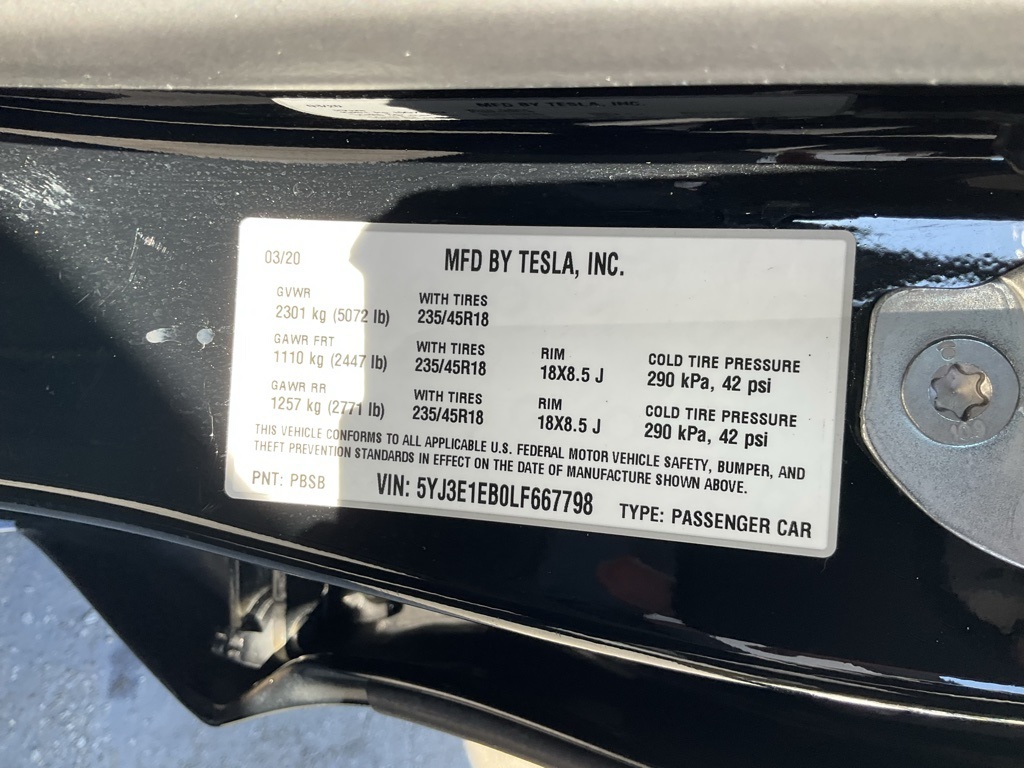 03/20
MFD BY TESLA, INC.
GVWR
2301 kg (5072 lb)
WITH TIRES
235/45R18
GAWR FRT
1110 kg (2447 lb)
WITH TIRES
235/45R18
RIM
18X8.5 J
COLD TIRE PRESSURE
290 kPa, 42 psi
GAWR RR
1257 kg (2771 lb)
WITH TIRES
235/45R18
RIM
18X8.5 J
COLD TIRE PRESSURE
290 kPa, 42 psi
THIS VEHICLE CONFORMS TO ALL APPLICABLE U.S. FEDERAL MOTOR VEHICLE SAFETY, BUMPER, AND
THEFT PREVENTION STANDARDS IN EFFECT ON THE DATE OF MANUFACTURE SHOWN ABOVE.
PNT: PBSB
VIN: 5YJ3E1EB0LF667798
TYPE: PASSENGER CAR